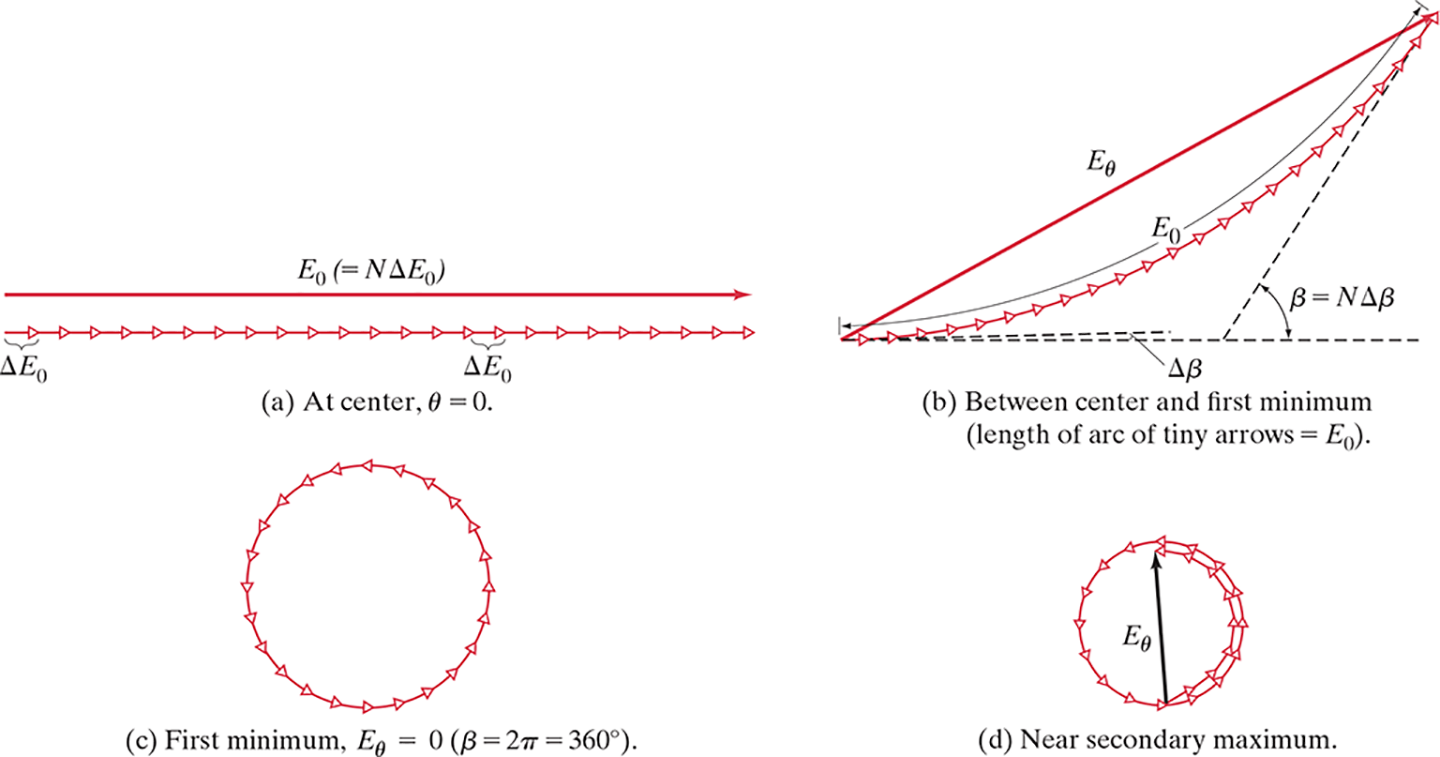 E₀ (= NΔE₀)
ΔE₀
ΔE₀
(a) At center, θ = 0.
E_θ
E₀
β = NΔβ
Δβ
(b) Between center and first minimum
(length of arc of tiny arrows = E₀).
(c) First minimum, E_θ = 0 (β = 2π = 360°).
E_θ
(d) Near secondary maximum.